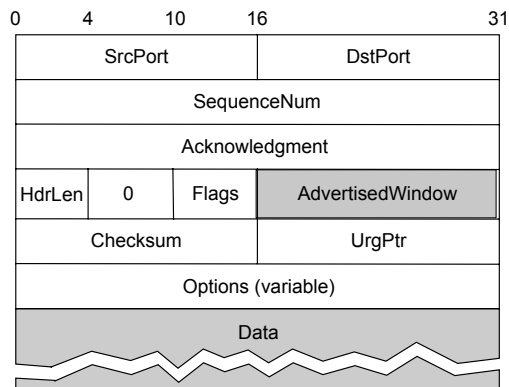 0 4 10 16 31
SrcPort DstPort
SequenceNum
Acknowledgment
HdrLen 0 Flags AdvertisedWindow
Checksum UrgPtr
Options (variable)
Data